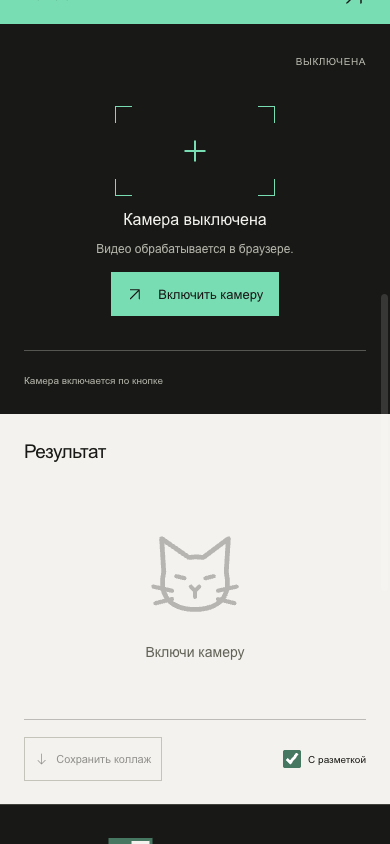 ВЫКЛЮЧЕНА
Камера выключена
Видео обрабатывается в браузере.
Включить камеру
Камера включается по кнопке
Результат
Включи камеру
Сохранить коллаж
С разметкой